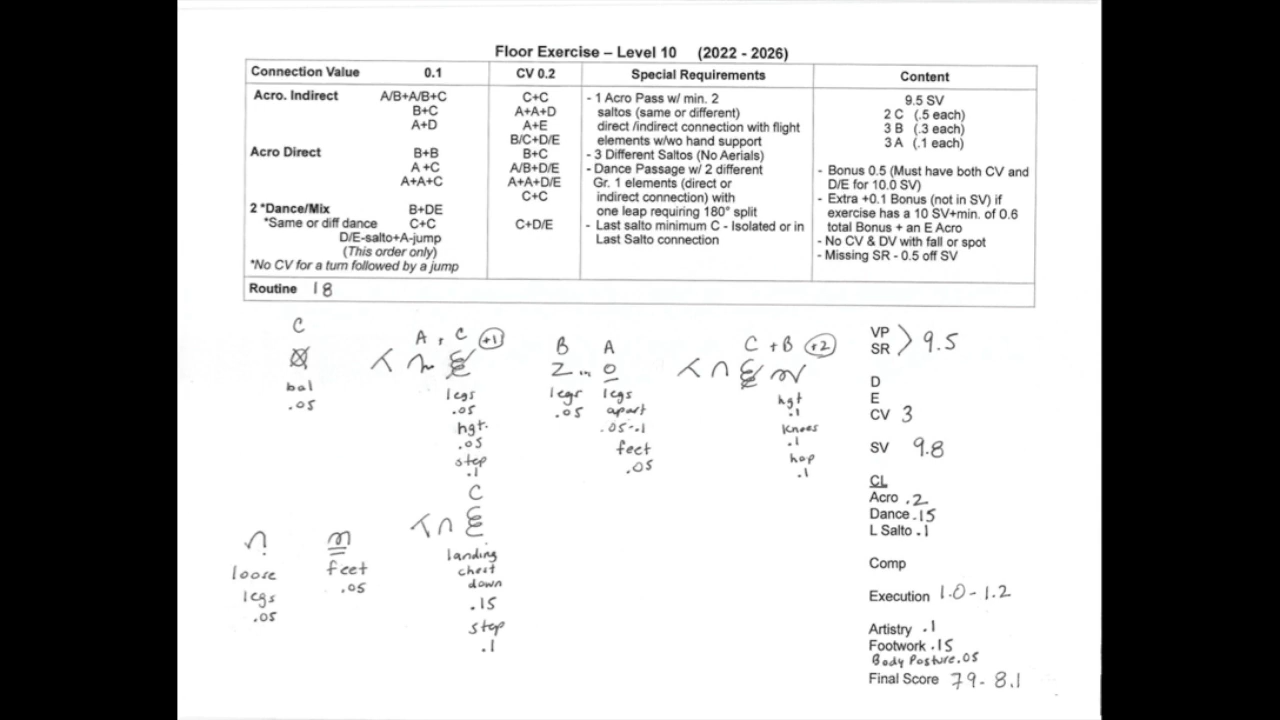 Floor Exercise – Level 10 (2022 - 2026)
Connection Value 0.1 CV 0.2 Special Requirements Content
Acro. Indirect A/B+A/B+C
B+C
A+D
C+C
A+A+D
A+E
B/C+D/E
Acro Direct B+B
A +C
A+A+C
B+C
A/B+D/E
A+A+D/E
C+C
2 *Dance/Mix B+DE
*Same or diff dance C+C C+D/E
D/E-salto+A-jump
(This order only)
*No CV for a turn followed by a jump
- 1 Acro Pass w/ min. 2
saltos (same or different)
direct /indirect connection with flight
elements w/wo hand support
- 3 Different Saltos (No Aerials)
- Dance Passage w/ 2 different
Gr. 1 elements (direct or
indirect connection) with
one leap requiring 180° split
- Last salto minimum C - Isolated or in
Last Salto connection
9.5 SV
2 C (.5 each)
3 B (.3 each)
3 A (.1 each)
- Bonus 0.5 (Must have both CV and
D/E for 10.0 SV)
- Extra +0.1 Bonus (not in SV) if
exercise has a 10 SV+min. of 0.6
total Bonus + an E Acro
- No CV & DV with fall or spot
- Missing SR - 0.5 off SV
Routine 18
C
bal
.05
A , C +1
legs
.05
hgt.
.05
step
.1
B A
legs
.05
legs
apart
.05-.1
feet
.05
C + B +2
hgt
.1
knees
.1
hop
.1
loose
legs
.05
feet
.05
C
landing
chest
down
.15
step
.1
VP
SR 9.5
D
E
CV 3
SV 9.8
CL
Acro .2
Dance .15
L Salto .1
Comp
Execution 1.0 - 1.2
Artistry .1
Footwork .15
Body Posture .05
Final Score 79 - 8.1